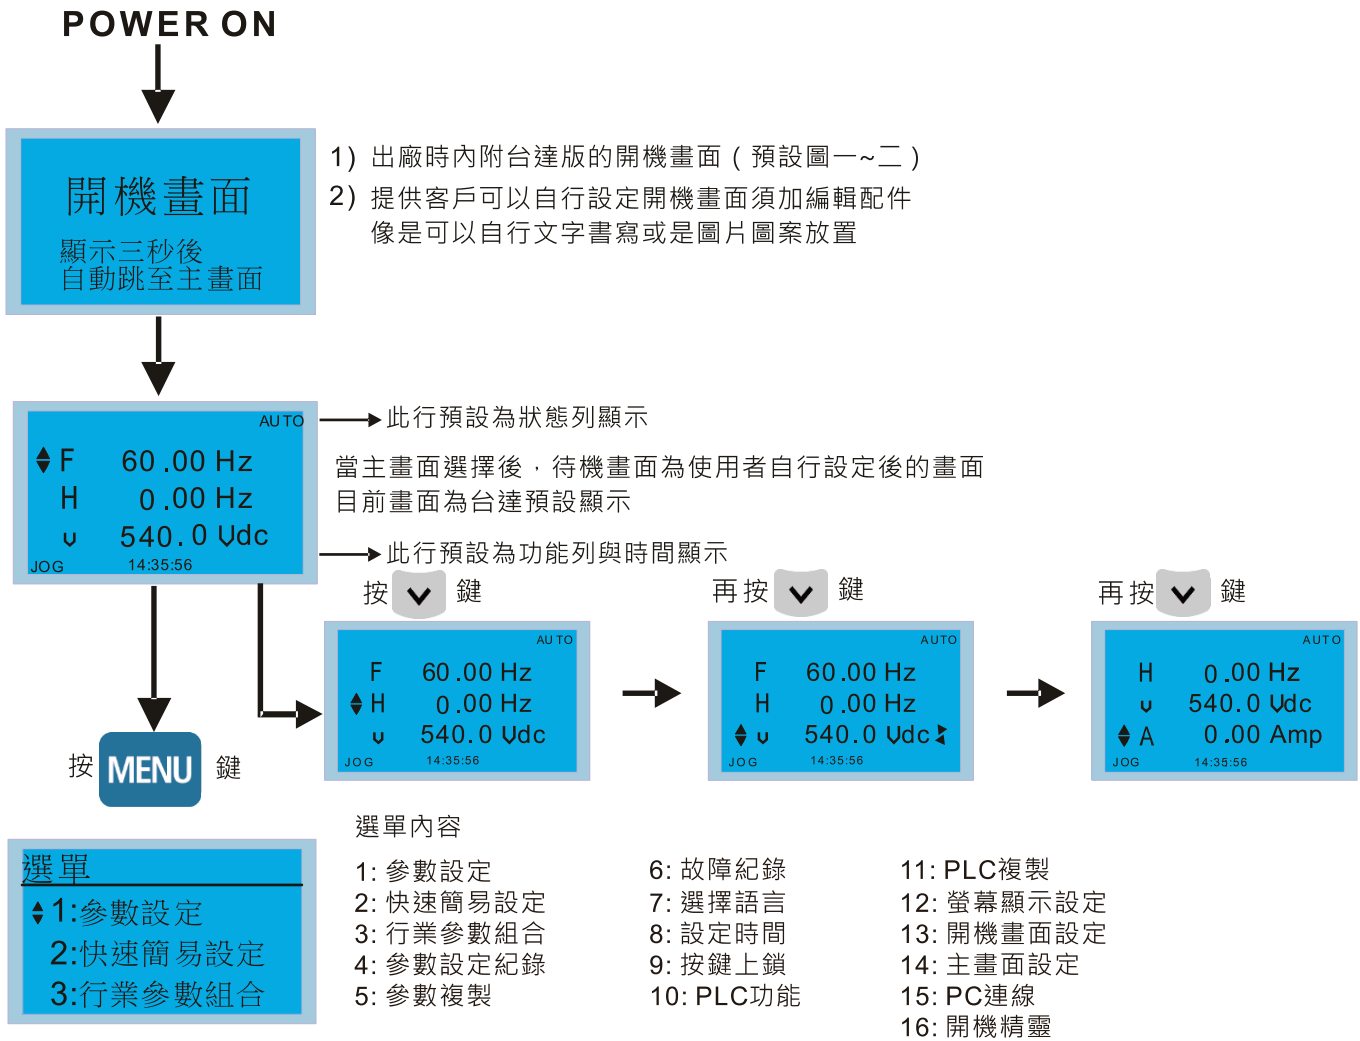 POWER ON
開機畫面
顯示三秒後
自動跳至主畫面
1) 出廠時內附台達版的開機畫面 ( 預設圖一~二 )
2) 提供客戶可以自行設定開機畫面須加編輯配件
像是可以自行文字書寫或是圖片圖案放置
AUTO
F 60.00 Hz
H 0.00 Hz
u 540.0 Vdc
JOG 14:35:56
此行預設為狀態列顯示
當主畫面選擇後，待機畫面為使用者自行設定後的畫面
目前畫面為台達預設顯示
此行預設為功能列與時間顯示
按 鍵
AUTO
F 60.00 Hz
H 0.00 Hz
u 540.0 Vdc
JOG 14:35:56
再按 鍵
AUTO
F 60.00 Hz
H 0.00 Hz
u 540.0 Vdc
JOG 14:35:56
再按 鍵
AUTO
H 0.00 Hz
u 540.0 Vdc
A 0.00 Amp
JOG 14:35:56
按 MENU 鍵
選單
1:參數設定
2:快速簡易設定
3:行業參數組合
選單內容
1: 參數設定
2: 快速簡易設定
3: 行業參數組合
4: 參數設定紀錄
5: 參數複製
6: 故障紀錄
7: 選擇語言
8: 設定時間
9: 按鍵上鎖
10: PLC功能
11: PLC複製
12: 螢幕顯示設定
13: 開機畫面設定
14: 主畫面設定
15: PC連線
16: 開機精靈